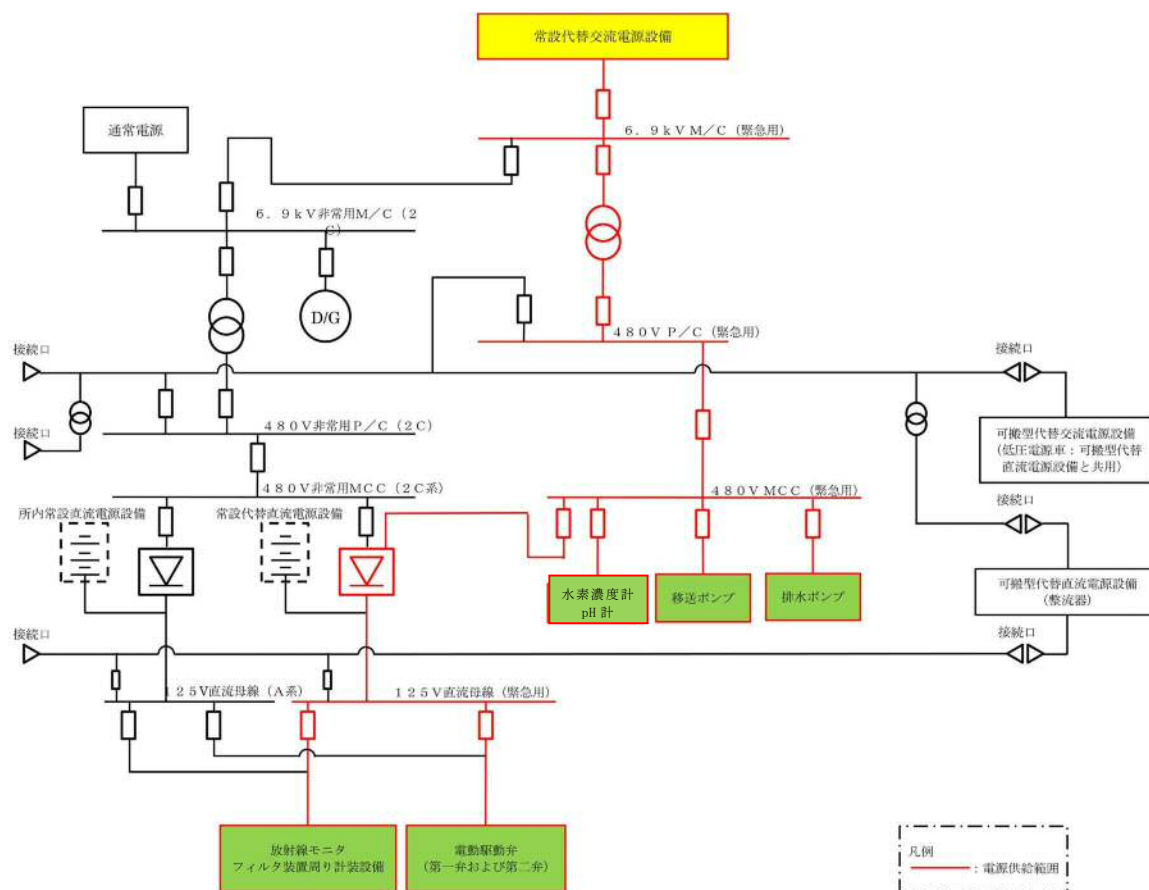 常設代替交流電源設備
6.9kV M/C (緊急用)
通常電源
6.9kV非常用M/C(2
C)
D/G
480V P/C (緊急用)
接続口
接続口
480V非常用P/C(2C)
接続口
可搬型代替交流電源設備
(低圧電源車:可搬型代替
直流電源設備と共用)
480V非常用MCC(2C系)
480V MCC (緊急用)
接続口
所内常設直流電源設備
常設代替直流電源設備
水素濃度計
pH計
移送ポンプ
排水ポンプ
可搬型代替直流電源設備
(整流器)
接続口
接続口
125V直流母線(A系)
125V直流母線(緊急用)
放射線モニタ
フィルタ装置周り計装設備
電動駆動弁
(第一弁および第二弁)
凡例
:電源供給範囲